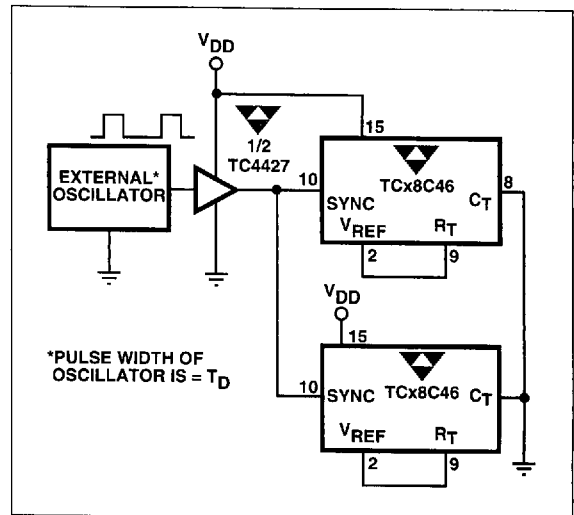 VDD
1/2
TC4427
15
EXTERNAL*
OSCILLATOR
10
SYNC
TCx8C46
CT
8
VREF
RT
2
9
VDD
15
*PULSE WIDTH OF
OSCILLATOR IS = TD
10
SYNC
TCx8C46
CT
VREF
RT
2
9